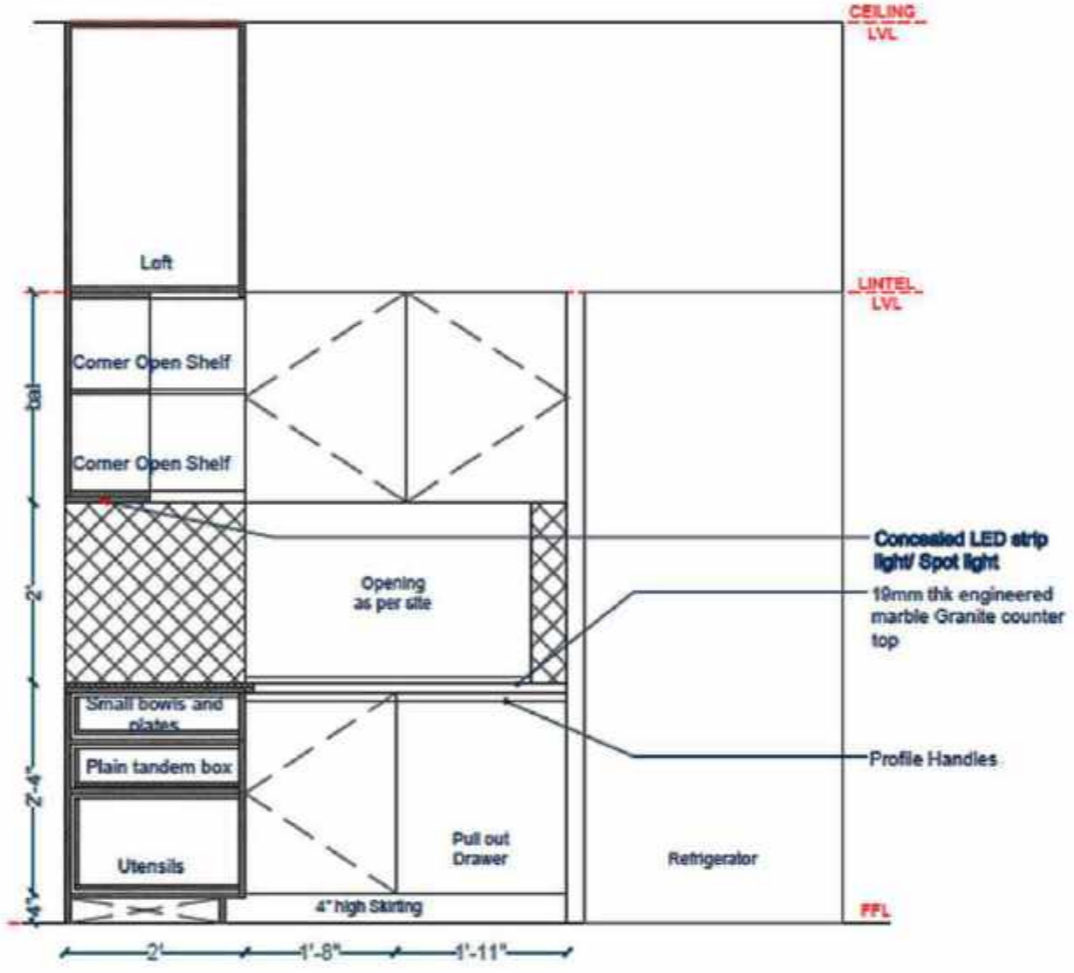 CEILING
LVL
Loft
LINTEL
LVL
Corner Open Shelf
bal
Corner Open Shelf
Concealed LED strip
light/ Spot light
Opening
as per site
2'
19mm thk engineered
marble Granite counter
top
Small bowls and
plates
Plain tandem box
Profile Handles
2'-4"
Pull out
Drawer
Refrigerator
Utensils
4"
4" high Skirting
FFL
2'
1'-8"
1'-11"